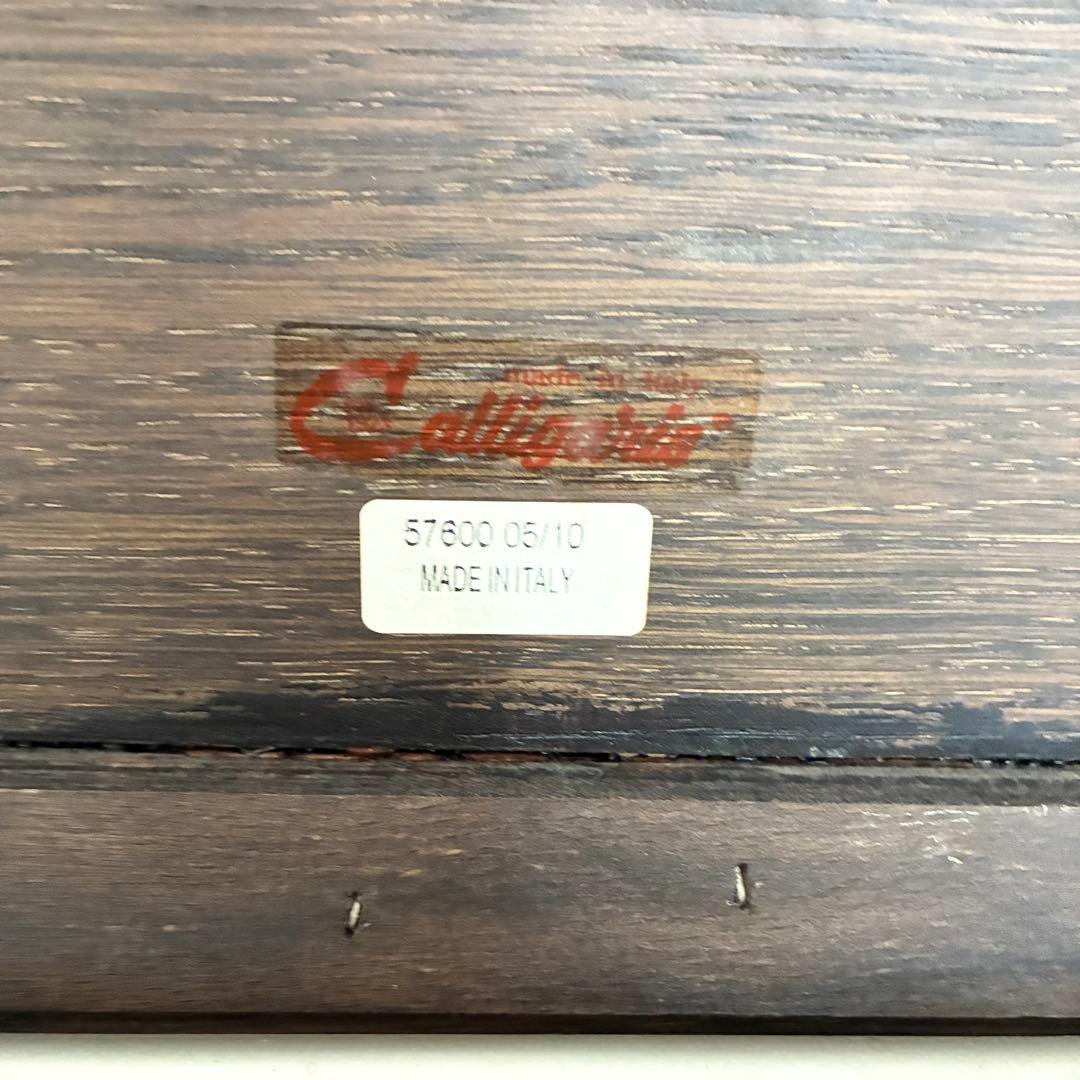 made in Italy
Calligaris®
57600 05/10
MADE IN ITALY